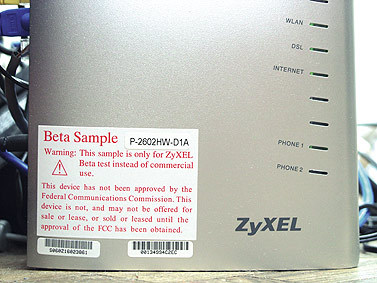 WLAN
DSL
INTERNET
PHONE 1
PHONE 2
Beta Sample P-2602HW-D1A
Warning: This sample is only for ZyXEL
Beta test instead of commercial
use.
This device has not been approved by the
Federal Communications Commission. This
device is not, and may not be offered for
sale or lease, or sold or leased until the
approval of the FCC has been obtained.
S060216023661
00134994C2EC
ZyXEL